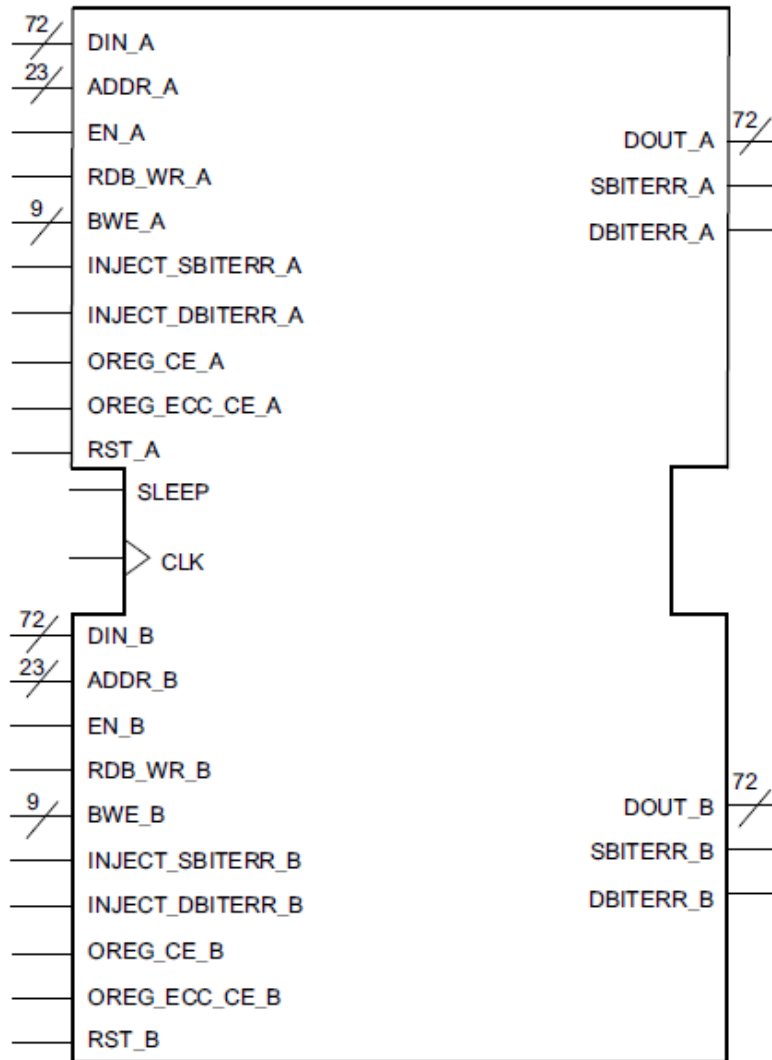 72
DIN_A
23
ADDR_A
EN_A
RDB_WR_A
9
BWE_A
INJECT_SBITERR_A
INJECT_DBITERR_A
OREG_CE_A
OREG_ECC_CE_A
RST_A
72
DOUT_A
SBITERR_A
DBITERR_A
SLEEP
CLK
72
DIN_B
23
ADDR_B
EN_B
RDB_WR_B
9
BWE_B
INJECT_SBITERR_B
INJECT_DBITERR_B
OREG_CE_B
OREG_ECC_CE_B
RST_B
72
DOUT_B
SBITERR_B
DBITERR_B